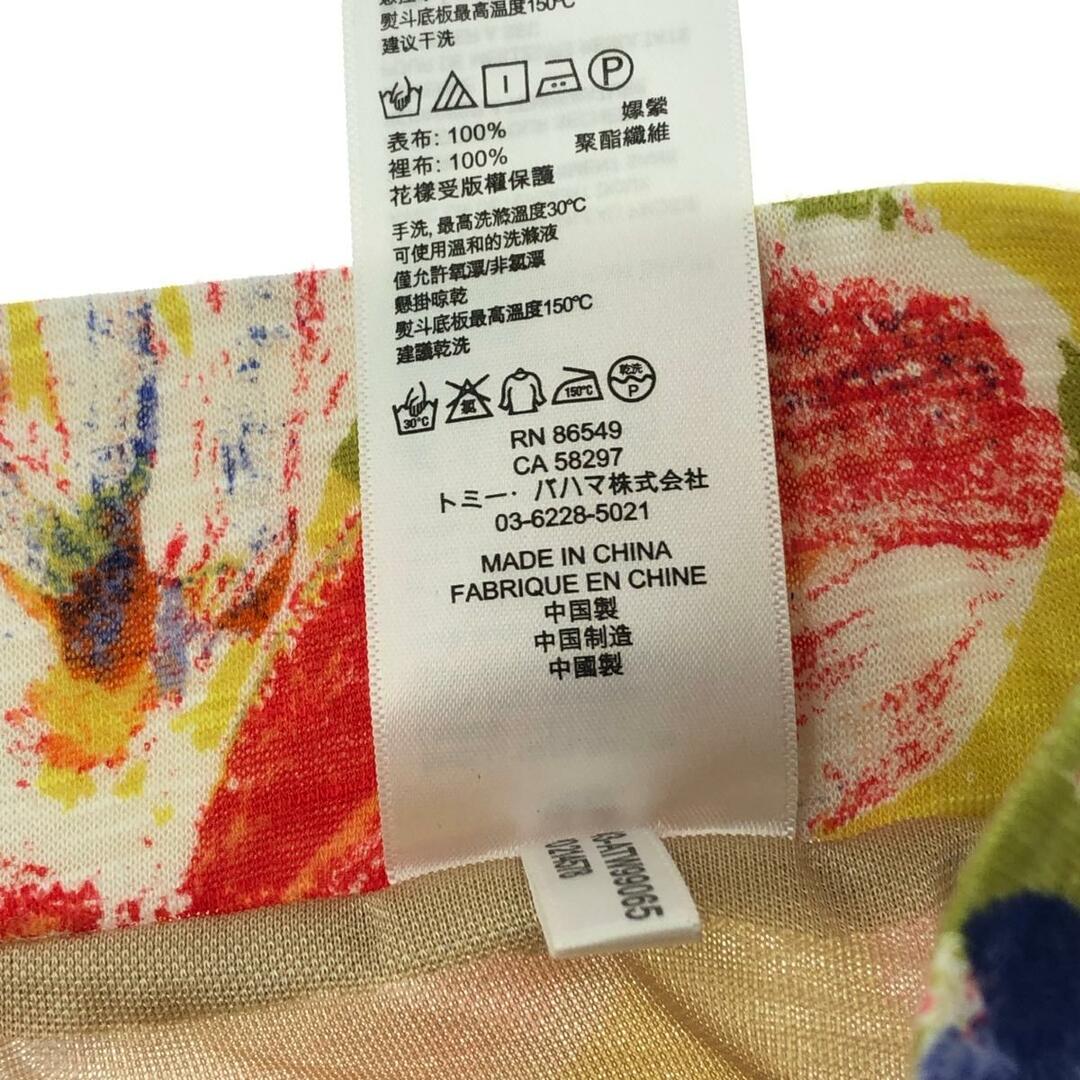 熨斗底板最高温度150℃
建议干洗
P
表布: 100% 嫘縈
裡布: 100% 聚酯纖維
花樣受版權保護
手洗, 最高洗滌溫度30℃
可使用溫和的洗滌液
僅允許氧漂/非氯漂
懸掛晾乾
熨斗底板最高溫度150℃
建議乾洗
30℃ 氯 150℃ 乾洗 P
RN 86549
CA 58297
トミー・バハマ株式会社
03-6228-5021
MADE IN CHINA
FABRIQUE EN CHINE
中国製
中国制造
中國製
03-ATM99065